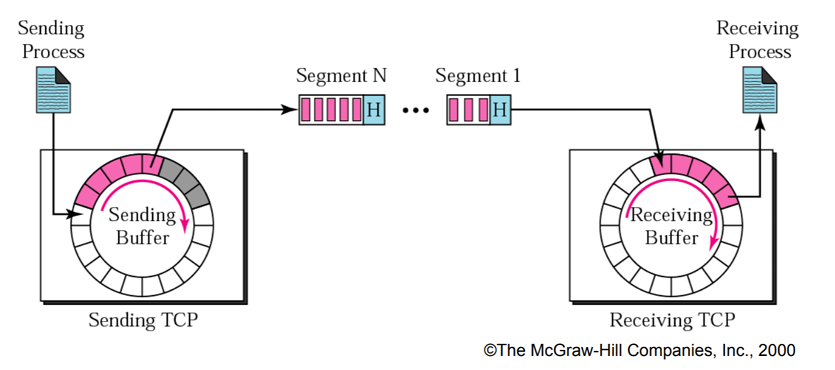 Sending
Process
Receiving
Process
Segment N
Segment 1
H
...
H
Sending
Buffer
Receiving
Buffer
Sending TCP
Receiving TCP
©The McGraw-Hill Companies, Inc., 2000